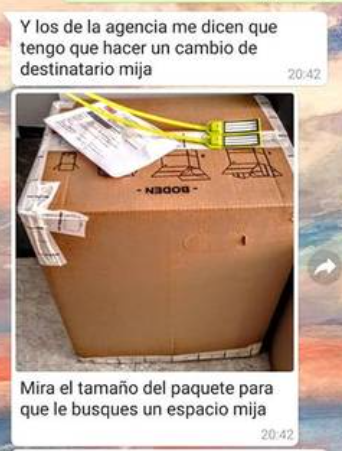 Y los de la agencia me dicen que
tengo que hacer un cambio de
destinatario mija
20:42
- BODEN -
Mira el tamaño del paquete para
que le busques un espacio mija
20:42